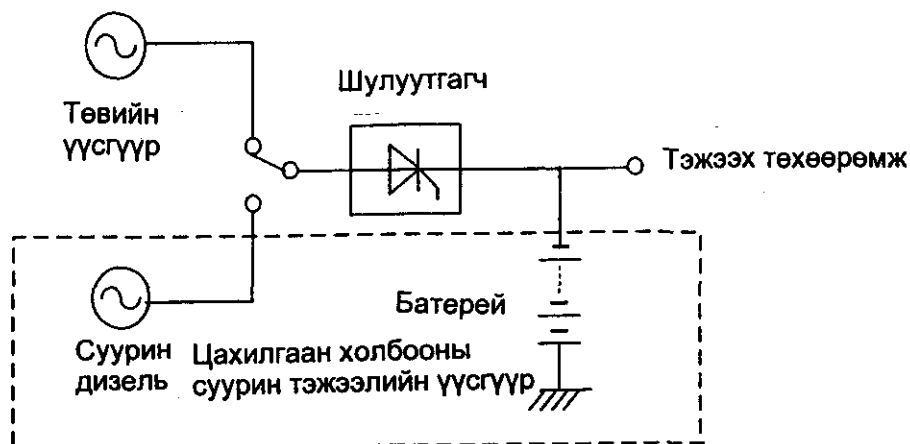 Шулуутгагч
Төвийн
үүсгүүр
Тэжээх төхөөрөмж
Батерей
Суурин
дизель
Цахилгаан холбооны
суурин тэжээлийн үүсгүүр